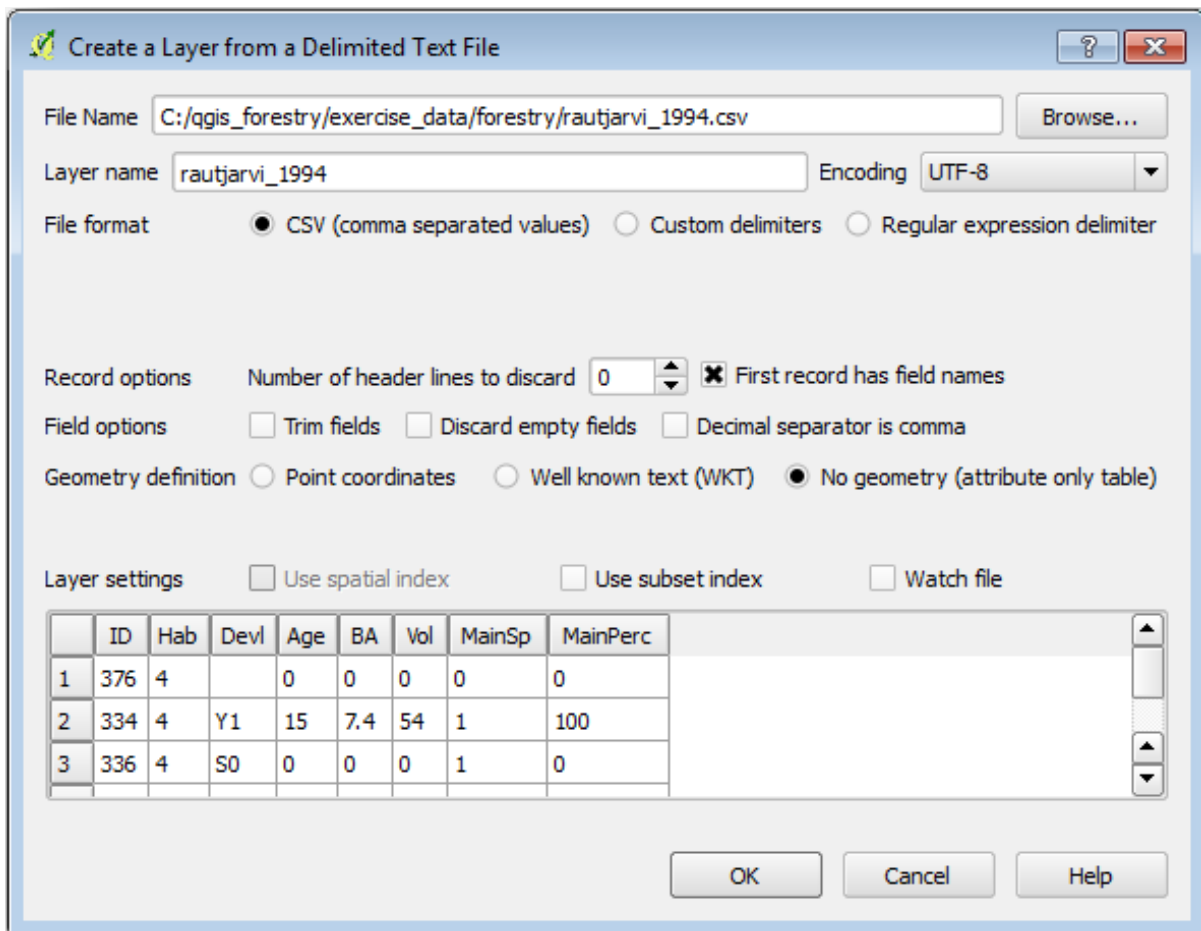 Create a Layer from a Delimited Text File
File Name C:/qgis_forestry/exercise_data/forestry/rautjarvi_1994.csv Browse...
Layer name rautjarvi_1994 Encoding UTF-8
File format CSV (comma separated values) Custom delimiters Regular expression delimiter
Record options Number of header lines to discard 0 First record has field names
Field options Trim fields Discard empty fields Decimal separator is comma
Geometry definition Point coordinates Well known text (WKT) No geometry (attribute only table)
Layer settings Use spatial index Use subset index Watch file
ID Hab Devl Age BA Vol MainSp MainPerc
1 376 4 0 0 0 0 0
2 334 4 Y1 15 7.4 54 1 100
3 336 4 S0 0 0 0 1 0
OK Cancel Help